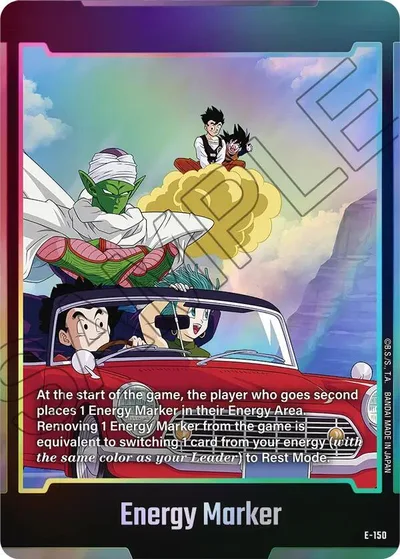 SAMPLE
At the start of the game, the player who goes second
places 1 Energy Marker in their Energy Area.
Removing 1 Energy Marker from the game is
equivalent to switching 1 card from your energy (with
the same color as your Leader) to Rest Mode.
©B.S./S., T.A. BANDAI MADE IN JAPAN
Energy Marker
E-150